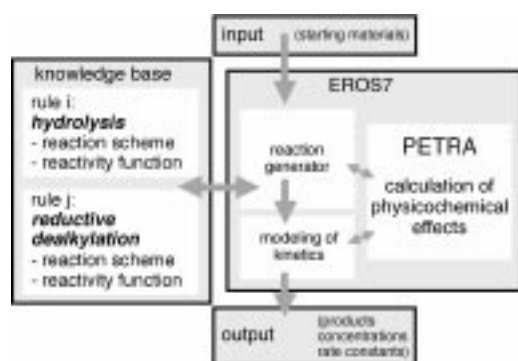 input (starting materials)
knowledge base
rule i:
hydrolysis
- reaction scheme
- reactivity function
rule j:
reductive
dealkylation
- reaction scheme
- reactivity function
EROS7
reaction
generator
modeling of
kinetics
PETRA
calculation of
physicochemical
effects
output (products
concentrations
rate constants)